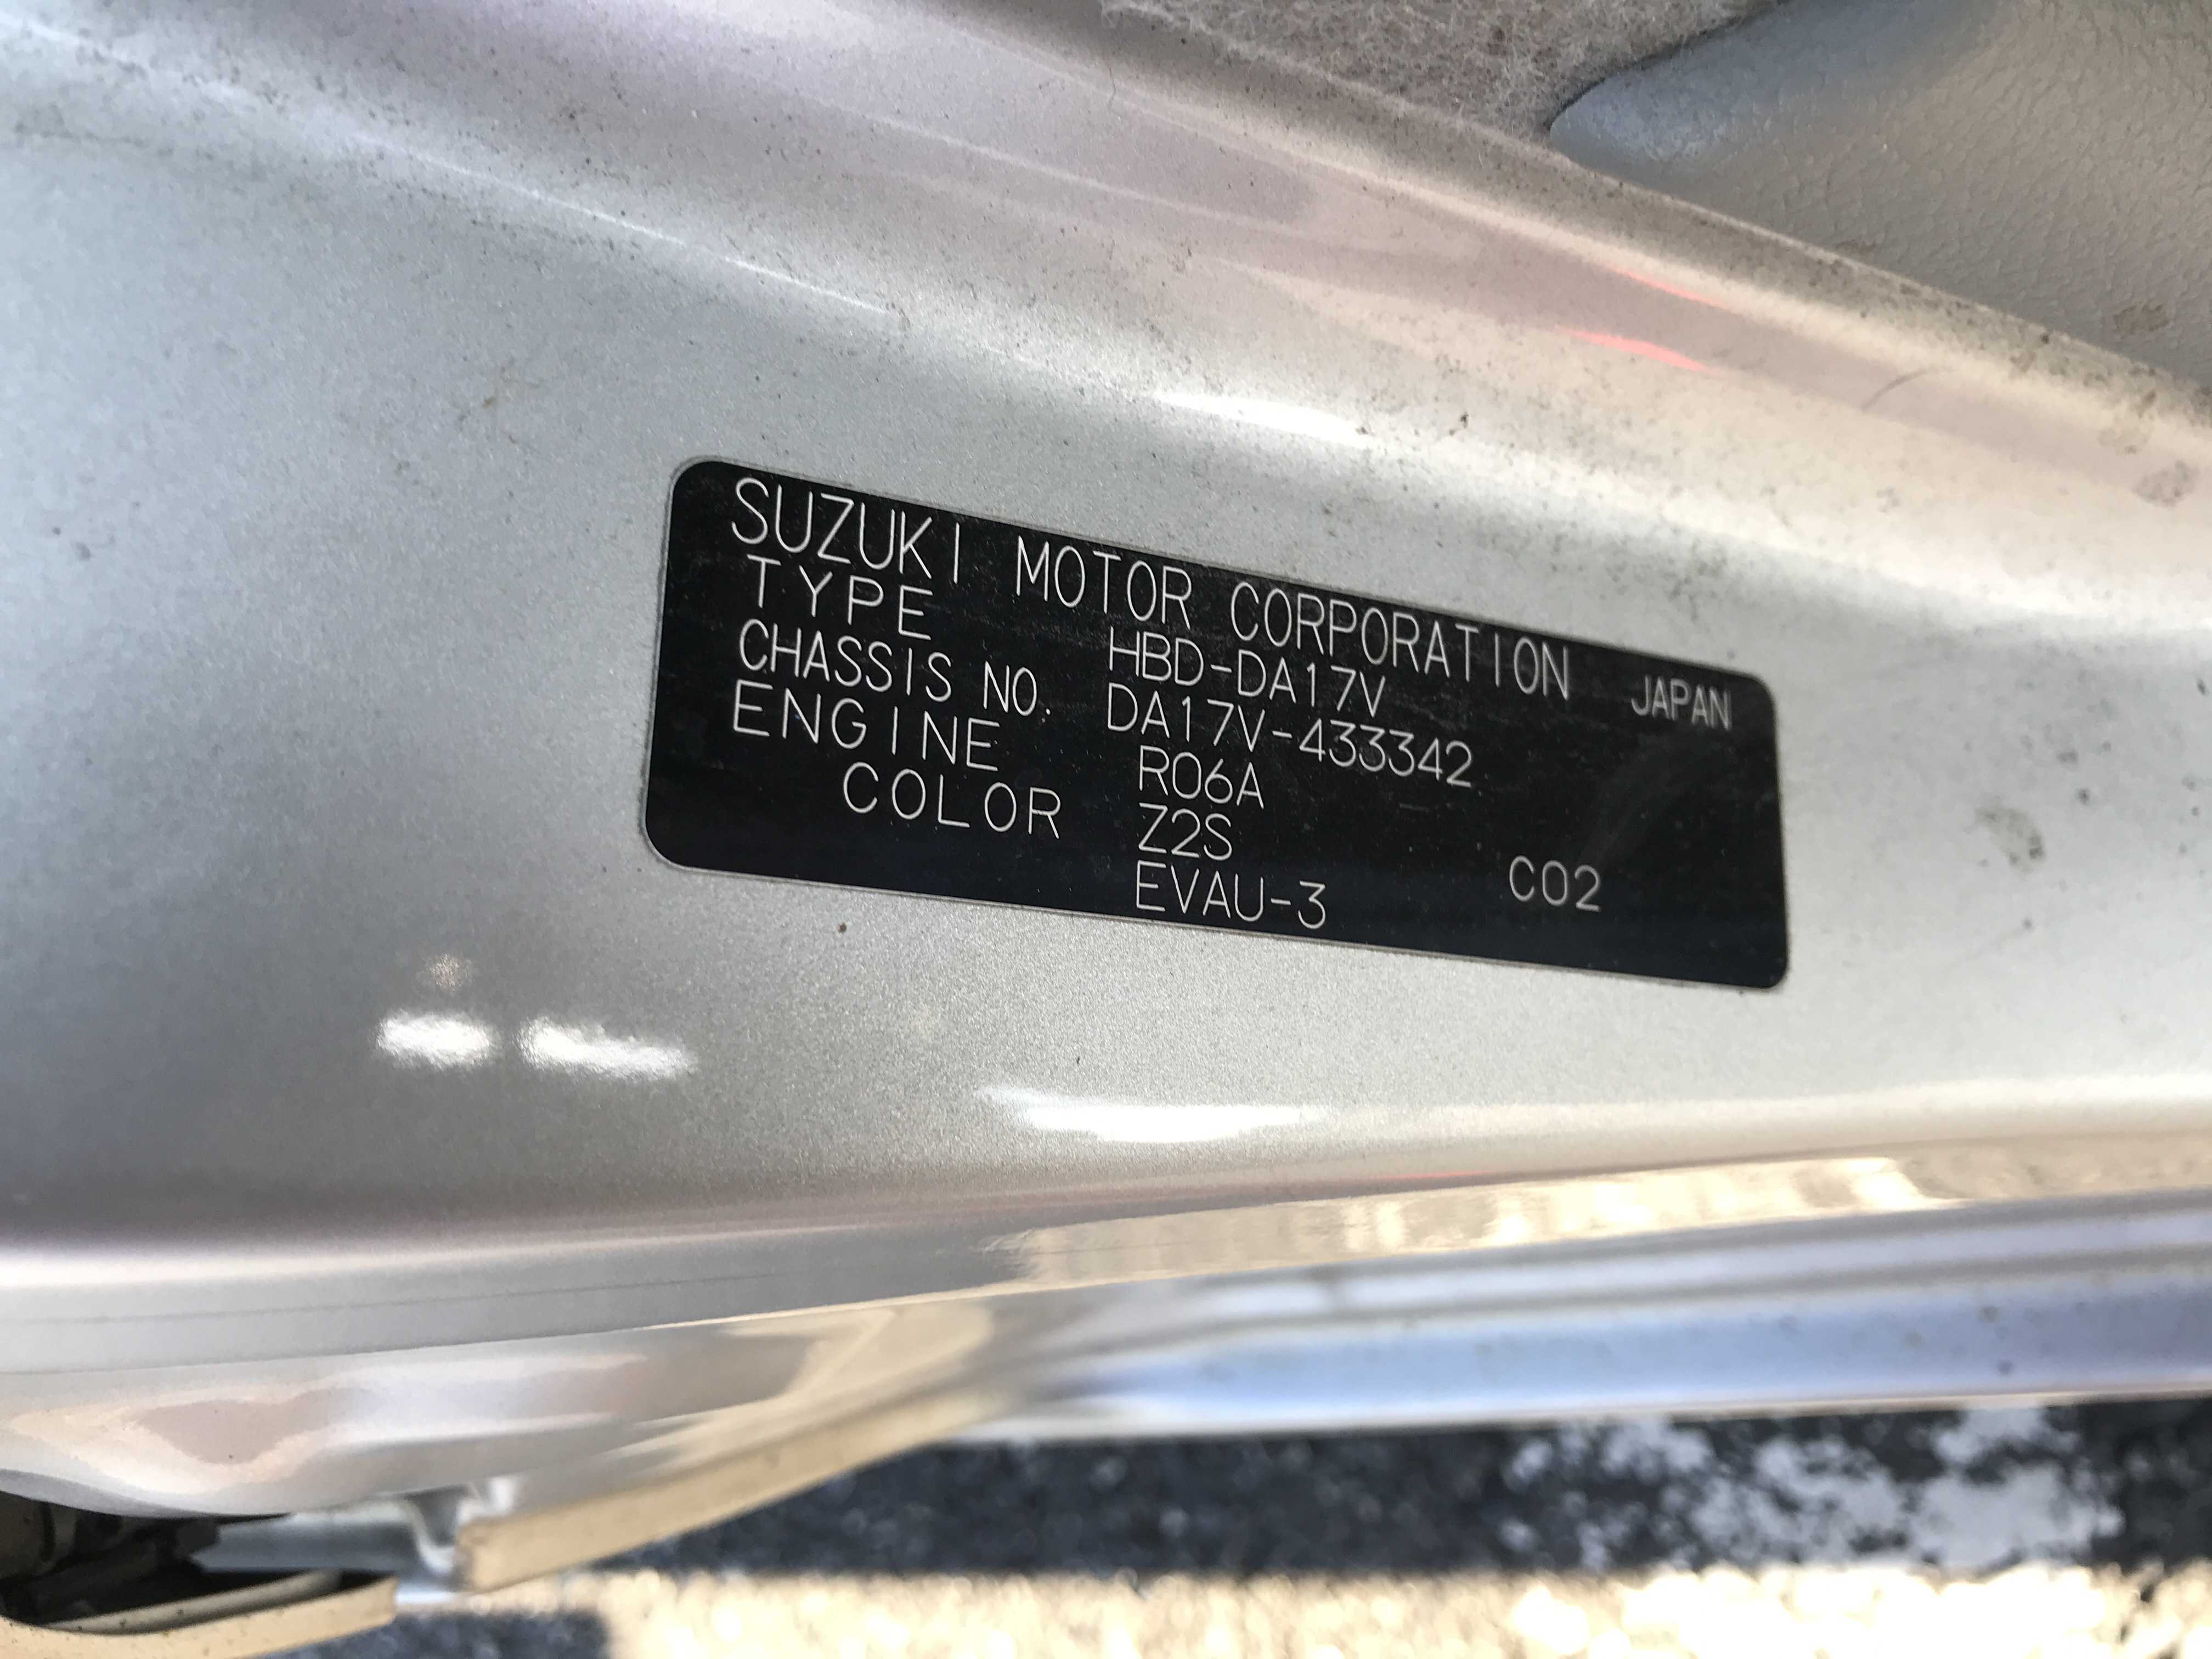 SUZUKI MOTOR CORPORATION JAPAN
TYPE HBD-DA17V
CHASSIS NO. DA17V-433342
ENGINE R06A
COLOR Z2S
EVAU-3 C02